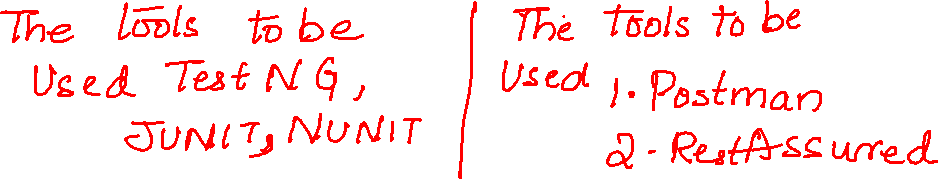 The tools to be
Used TestNG,
JUNIT, NUNIT
The Tools to be
Used 1. Postman
2. RestAssured